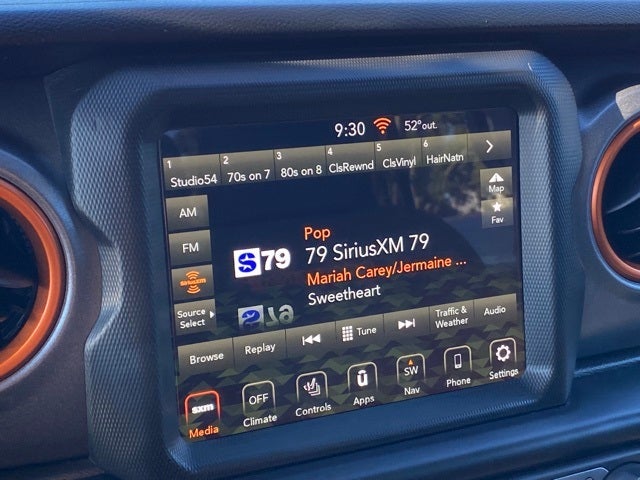 9:30 52°out.
1 Studio54
2 70s on 7
3 80s on 8
4 ClsRewnd
5 ClsVinyl
6 HairNatn
Map
Fav
AM
FM
SiriusXM
Source
Select
Pop
S 79 79 SiriusXM 79
Mariah Carey/Jermaine ...
Sweetheart
Browse Replay Tune
Traffic &
Weather
Audio
sxm OFF SW
Media Climate Controls Apps Nav Phone Settings